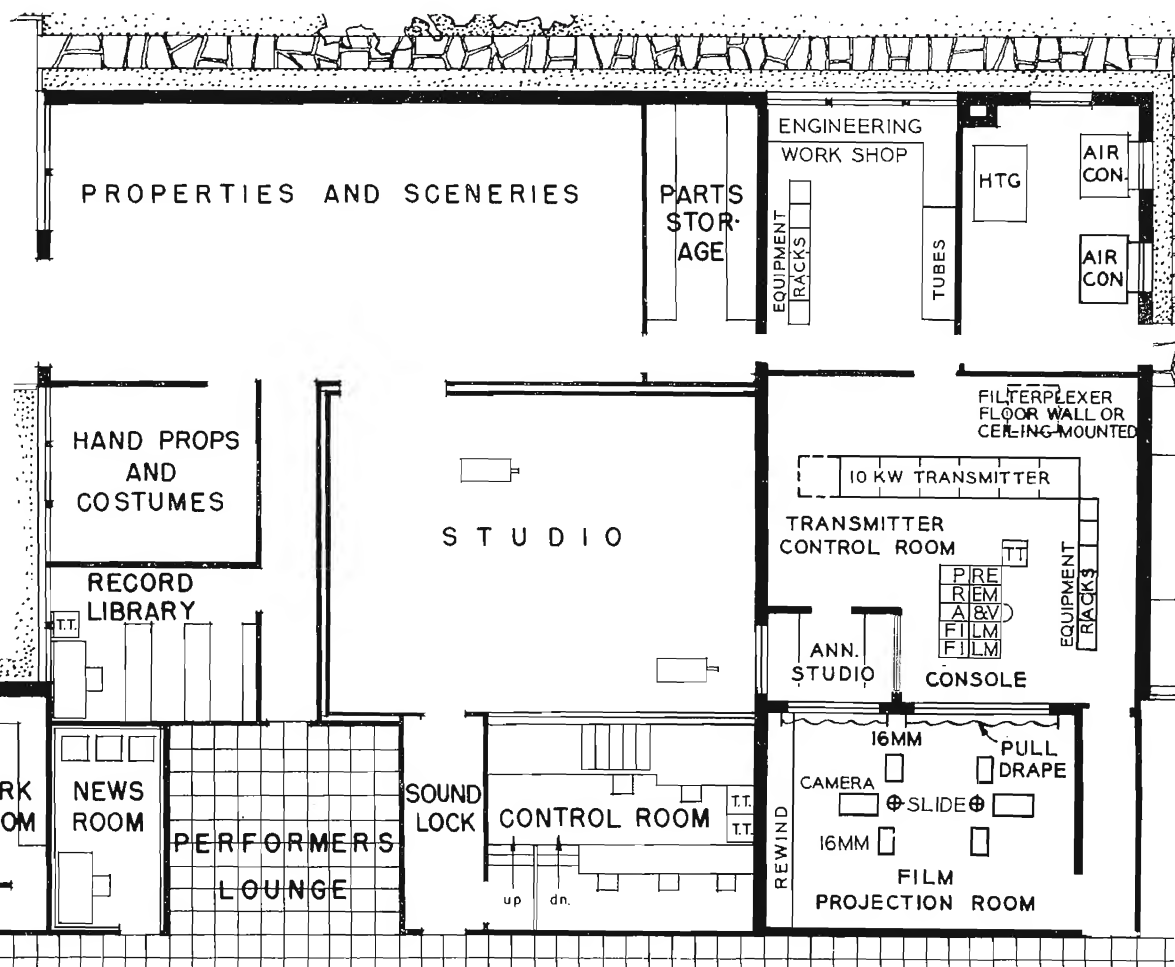 PROPERTIES AND SCENERIES
PARTS
STOR-
AGE
ENGINEERING
WORK SHOP
EQUIPMENT
RACKS
TUBES
HTG
AIR
CON.
AIR
CON
HAND PROPS
AND
COSTUMES
RECORD
LIBRARY
T.T.
STUDIO
FILTERPLEXER
FLOOR WALL OR
CEILING MOUNTED
10 KW TRANSMITTER
TRANSMITTER
CONTROL ROOM
TT
PRE
REM
A&V
FILM
FILM
EQUIPMENT
RACKS
ANN.
STUDIO
CONSOLE
RK
OM
NEWS
ROOM
PERFORMERS
LOUNGE
SOUND
LOCK
CONTROL ROOM
T.T.
T.T.
up
dn.
16MM
PULL
DRAPE
CAMERA
SLIDE
16MM
REWIND
FILM
PROJECTION ROOM